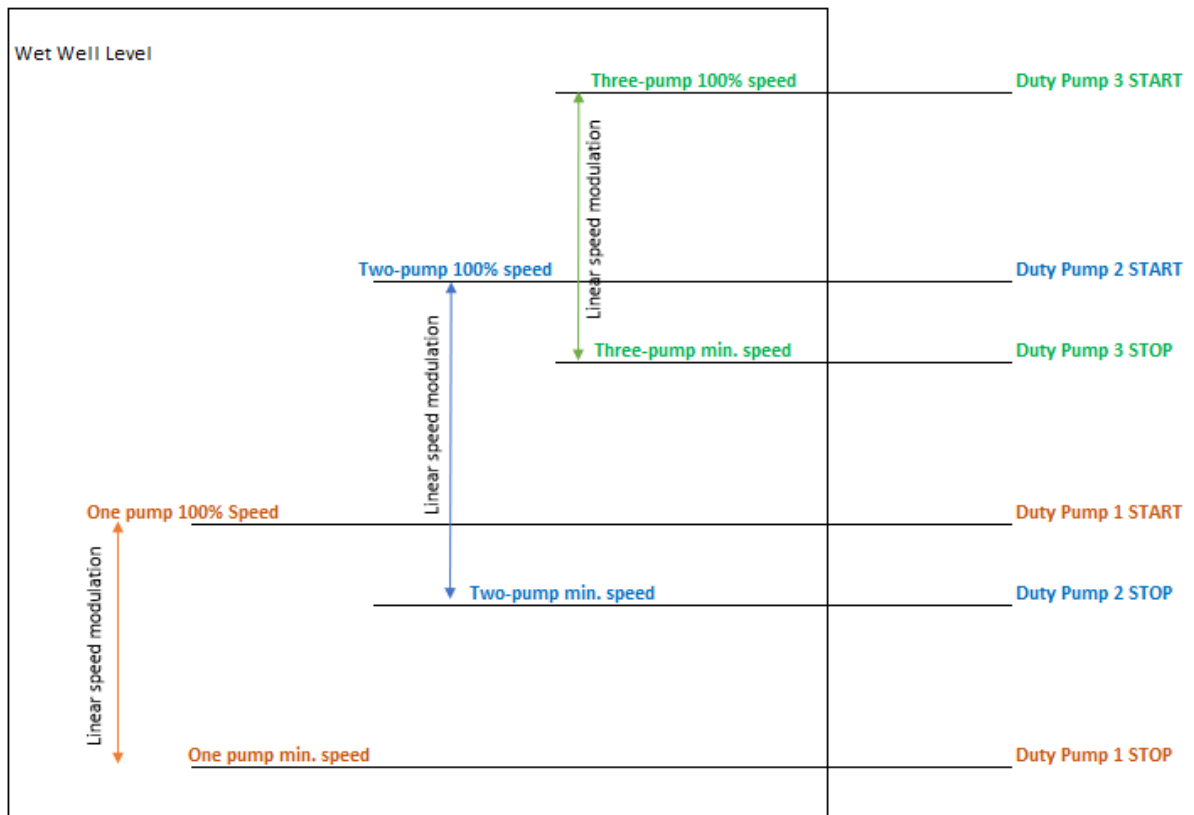 Wet Well Level
Three-pump 100% speed
Duty Pump 3 START
Linear speed modulation
Two-pump 100% speed
Duty Pump 2 START
Linear speed modulation
Three-pump min. speed
Duty Pump 3 STOP
One pump 100% Speed
Duty Pump 1 START
Linear speed modulation
Two-pump min. speed
Duty Pump 2 STOP
One pump min. speed
Duty Pump 1 STOP